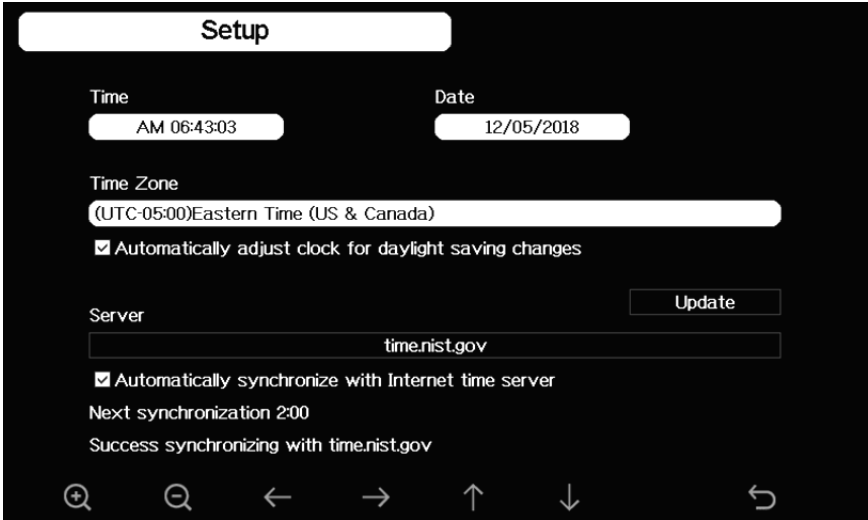 Setup
Time Date
AM 06:43:03 12/05/2018
Time Zone
(UTC-05:00)Eastern Time (US & Canada)
Automatically adjust clock for daylight saving changes
Update
Server
time.nist.gov
Automatically synchronize with Internet time server
Next synchronization 2:00
Success synchronizing with time.nist.gov